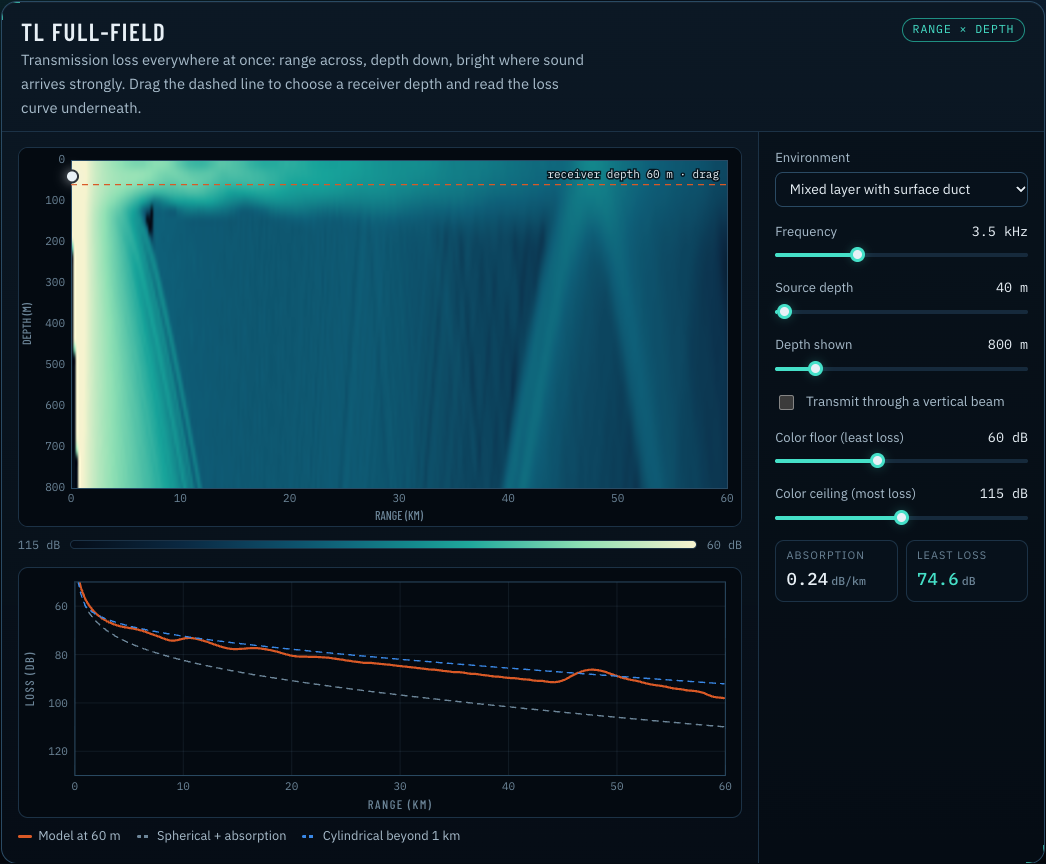 TL FULL-FIELD
RANGE × DEPTH
Transmission loss everywhere at once: range across, depth down, bright where sound
arrives strongly. Drag the dashed line to choose a receiver depth and read the loss
curve underneath.
receiver depth 60 m · drag
0
100
200
300
400
500
600
700
800
DEPTH (M)
0 10 20 30 40 50 60
RANGE (KM)
115 dB 60 dB
60
80
100
120
LOSS (DB)
0 10 20 30 40 50 60
RANGE (KM)
Model at 60 m Spherical + absorption Cylindrical beyond 1 km
Environment
Mixed layer with surface duct
Frequency 3.5 kHz
Source depth 40 m
Depth shown 800 m
Transmit through a vertical beam
Color floor (least loss) 60 dB
Color ceiling (most loss) 115 dB
ABSORPTION
0.24 dB/km
LEAST LOSS
74.6 dB